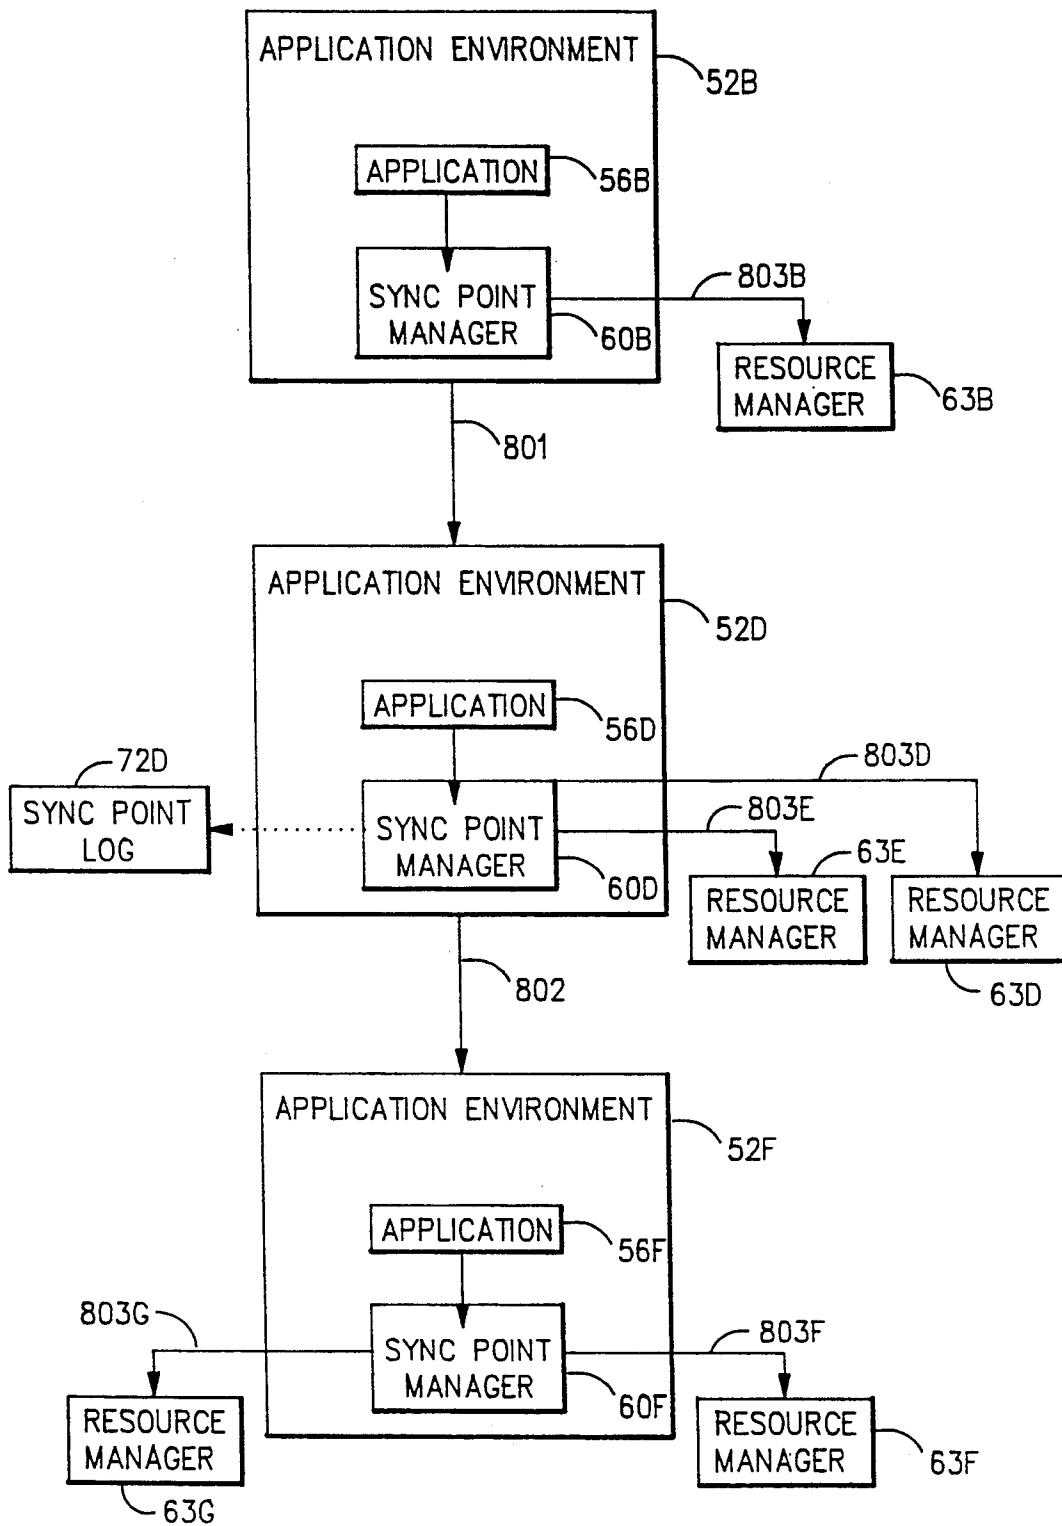 APPLICATION ENVIRONMENT
52B
APPLICATION
56B
SYNC POINT
MANAGER
60B
803B
RESOURCE
MANAGER
63B
801
APPLICATION ENVIRONMENT
52D
APPLICATION
56D
72D
SYNC POINT
LOG
SYNC POINT
MANAGER
60D
803D
803E
63E
RESOURCE
MANAGER
RESOURCE
MANAGER
63D
802
APPLICATION ENVIRONMENT
52F
APPLICATION
56F
803G
SYNC POINT
MANAGER
60F
803F
RESOURCE
MANAGER
63G
RESOURCE
MANAGER
63F